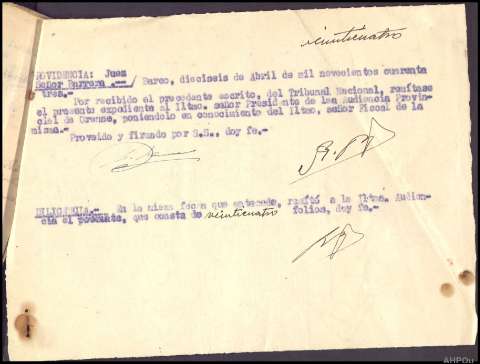 veinticuatro
ROVIDENCIA: Juez
Señor Barrera .--/ Barco, dieciseis de Abril de mil novecientos cuarenta
tres.-
Por recibido el precedente escrito, del Tribunal Nacional, remítase
el presente expediente al Iltmo. señor Presidente de la Audiencia Provin-
cial de Orense, poniéndolo en conocimiento del Iltmo. señor Fiscal de la
misma.-
Proveido y firmado por S.S., doy fe.-
DILIGENCIA.- En la misma fecha que antecede, remitó a la Iltma. Audien-
cia el presente, que consta de veinticuatro folios, doy fe.-
AHPOu